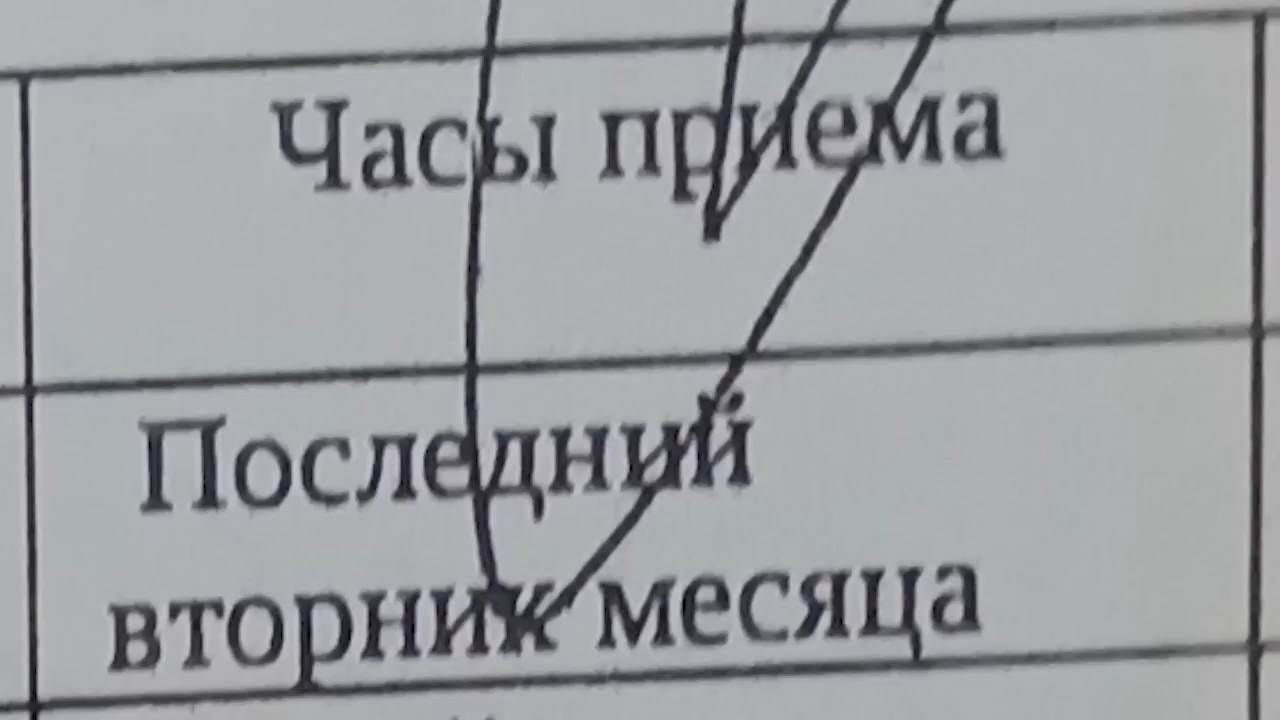 Часы приема
Последний
вторник месяца